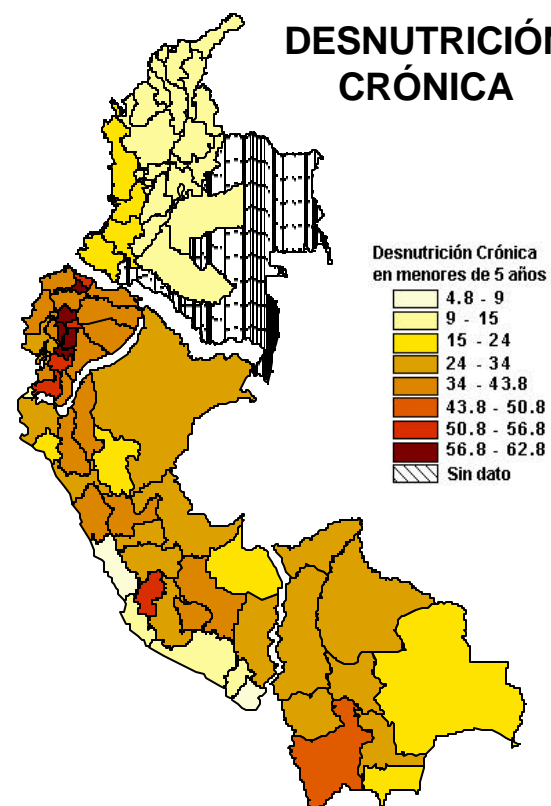 DESNUTRICIÓN
CRÓNICA
Desnutrición Crónica
en menores de 5 años
4.8 - 9
9 - 15
15 - 24
24 - 34
34 - 43.8
43.8 - 50.8
50.8 - 56.8
56.8 - 62.8
Sin dato